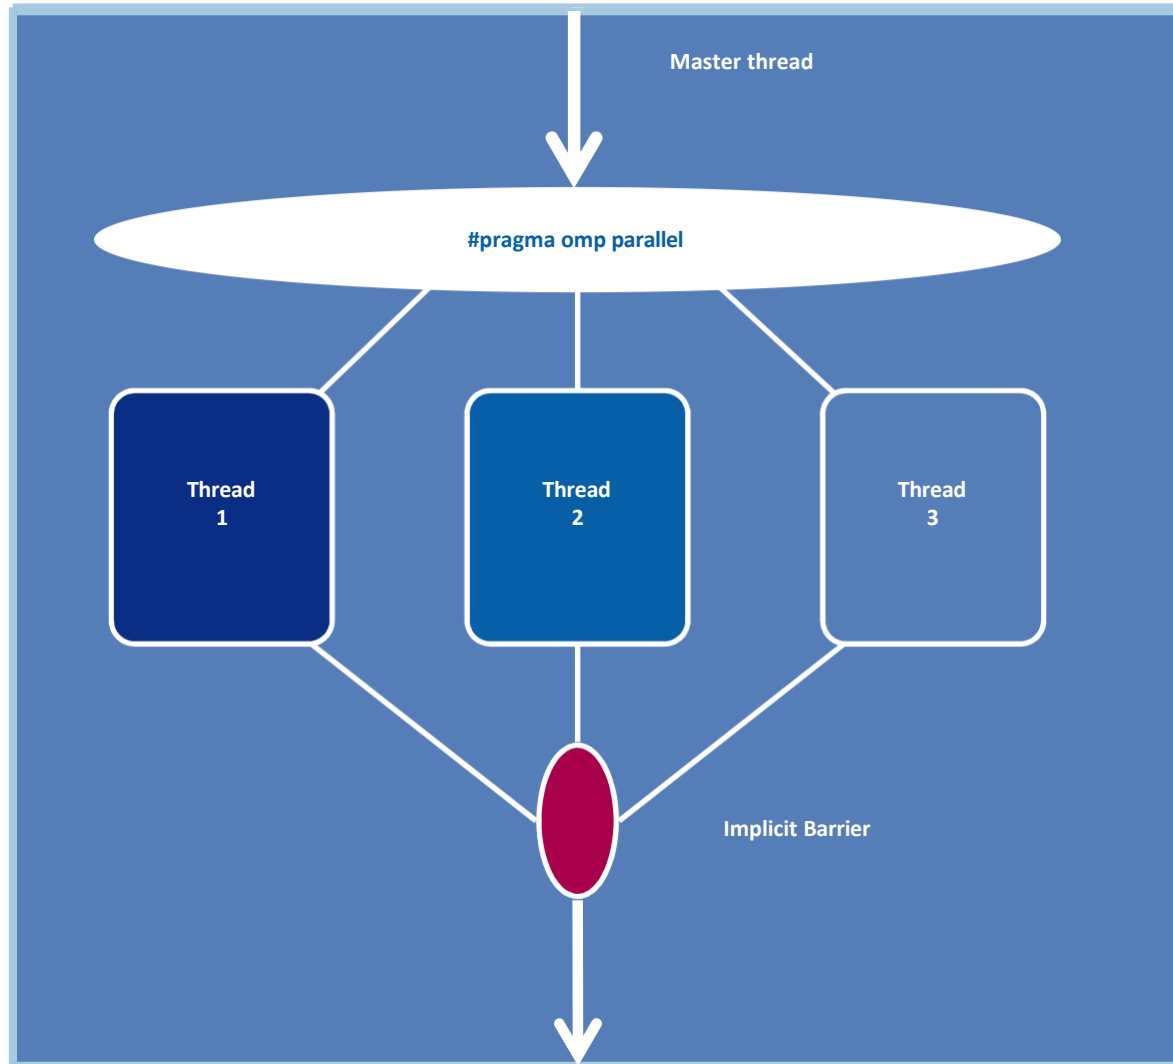 Master thread
#pragma omp parallel
Thread
1
Thread
2
Thread
3
Implicit Barrier